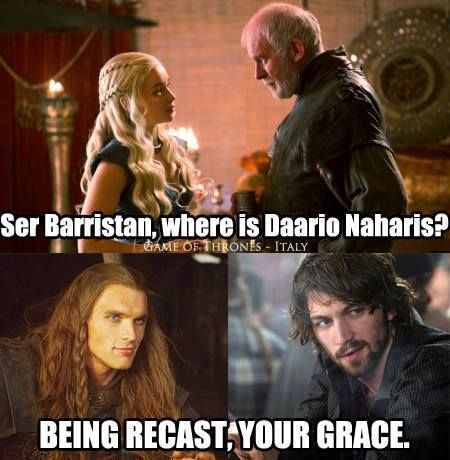 Ser Barristan, where is Daario Naharis?
GAME OF THRONES - ITALY
BEING RECAST, YOUR GRACE.